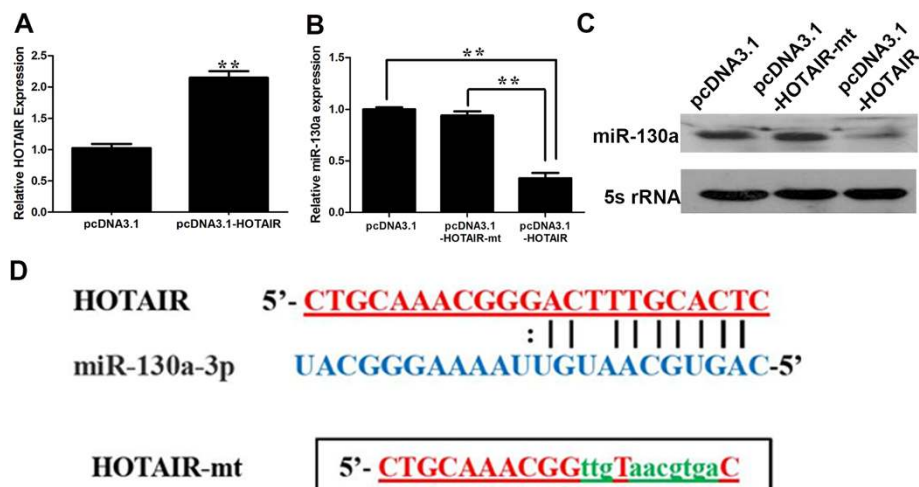 A
Relative HOTAIR Expression
2.5
2.0
1.5
1.0
0.5
0.0
**
pcDNA3.1
pcDNA3.1-HOTAIR
B
Relative miR-130a expression
1.5
1.0
0.5
0.0
**
**
pcDNA3.1
pcDNA3.1
-HOTAIR-mt
pcDNA3.1
-HOTAIR
C
pcDNA3.1
pcDNA3.1
-HOTAIR-mt
pcDNA3.1
-HOTAIR
miR-130a
5s rRNA
D
HOTAIR 5'- CTGCAAACGGGACTTTGCACTC
: | | | | | | | | |
miR-130a-3p UACGGGAAAAUUGUAACGUGAC-5'
HOTAIR-mt 5'- CTGCAAACGGttgTaacgtgaC